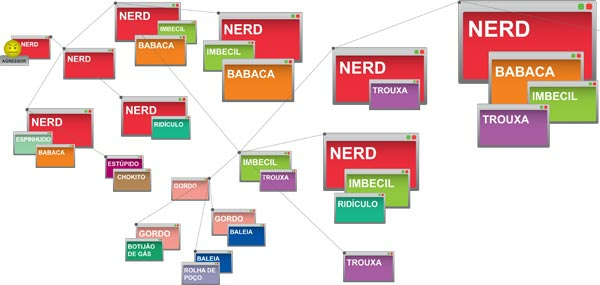 NERD
AGRESSOR
NERD
NERD
IMBECIL
BABACA
NERD
IMBECIL
BABACA
NERD
TROUXA
NERD
BABACA
IMBECIL
TROUXA
NERD
ESPINHUDO
BABACA
NERD
RIDÍCULO
ESTÚPIDO
CHOKITO
IMBECIL
TROUXA
NERD
IMBECIL
RIDÍCULO
GORDO
GORDO
BOTIJÃO
DE GÁS
GORDO
BALEIA
BALEIA
ROLHA DE
POÇO
TROUXA